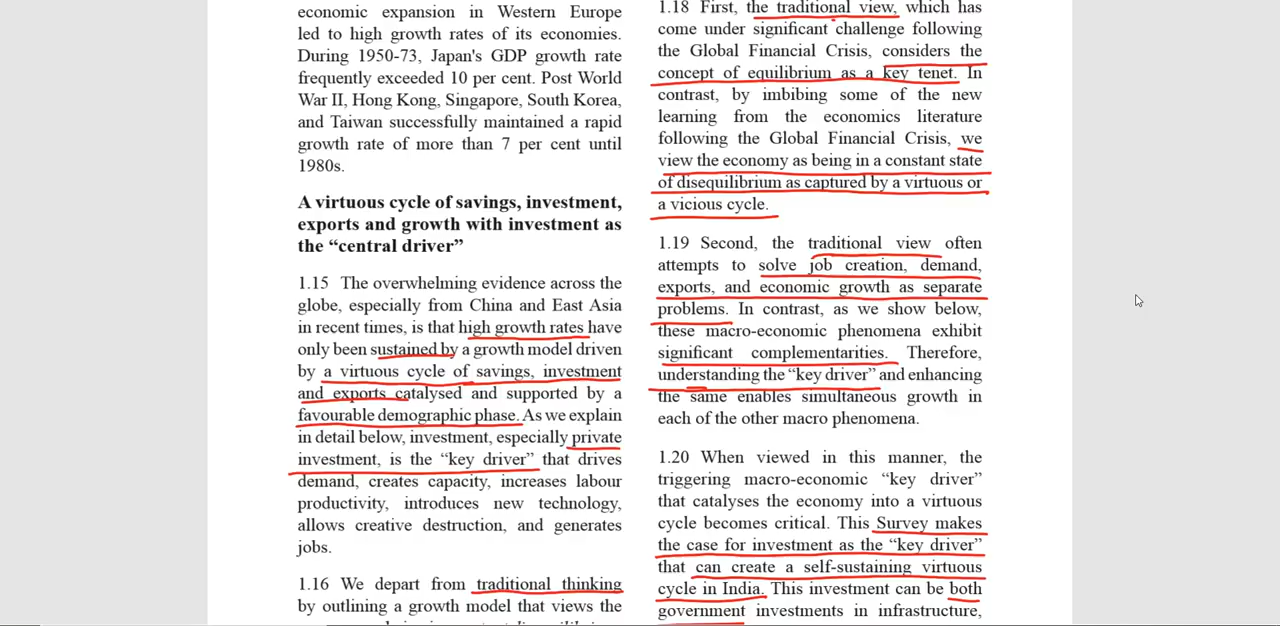 economic expansion in Western Europe
led to high growth rates of its economies.
During 1950-73, Japan's GDP growth rate
frequently exceeded 10 per cent. Post World
War II, Hong Kong, Singapore, South Korea,
and Taiwan successfully maintained a rapid
growth rate of more than 7 per cent until
1980s.
A virtuous cycle of savings, investment,
exports and growth with investment as
the “central driver”
1.15 The overwhelming evidence across the
globe, especially from China and East Asia
in recent times, is that high growth rates have
only been sustained by a growth model driven
by a virtuous cycle of savings, investment
and exports catalysed and supported by a
favourable demographic phase. As we explain
in detail below, investment, especially private
investment, is the “key driver” that drives
demand, creates capacity, increases labour
productivity, introduces new technology,
allows creative destruction, and generates
jobs.
1.16 We depart from traditional thinking
by outlining a growth model that views the
1.18 First, the traditional view, which has
come under significant challenge following
the Global Financial Crisis, considers the
concept of equilibrium as a key tenet. In
contrast, by imbibing some of the new
learning from the economics literature
following the Global Financial Crisis, we
view the economy as being in a constant state
of disequilibrium as captured by a virtuous or
a vicious cycle.
1.19 Second, the traditional view often
attempts to solve job creation, demand,
exports, and economic growth as separate
problems. In contrast, as we show below,
these macro-economic phenomena exhibit
significant complementarities. Therefore,
understanding the “key driver” and enhancing
the same enables simultaneous growth in
each of the other macro phenomena.
1.20 When viewed in this manner, the
triggering macro-economic “key driver”
that catalyses the economy into a virtuous
cycle becomes critical. This Survey makes
the case for investment as the “key driver”
that can create a self-sustaining virtuous
cycle in India. This investment can be both
government investments in infrastructure,